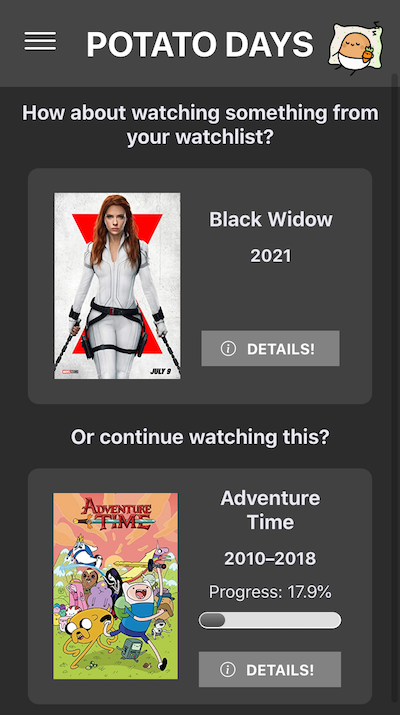 POTATO DAYS
How about watching something from
your watchlist?
Black Widow
2021
DETAILS!
JULY 9
Or continue watching this?
ADVENTURE
TIME
Adventure
Time
2010–2018
Progress: 17.9%
DETAILS!